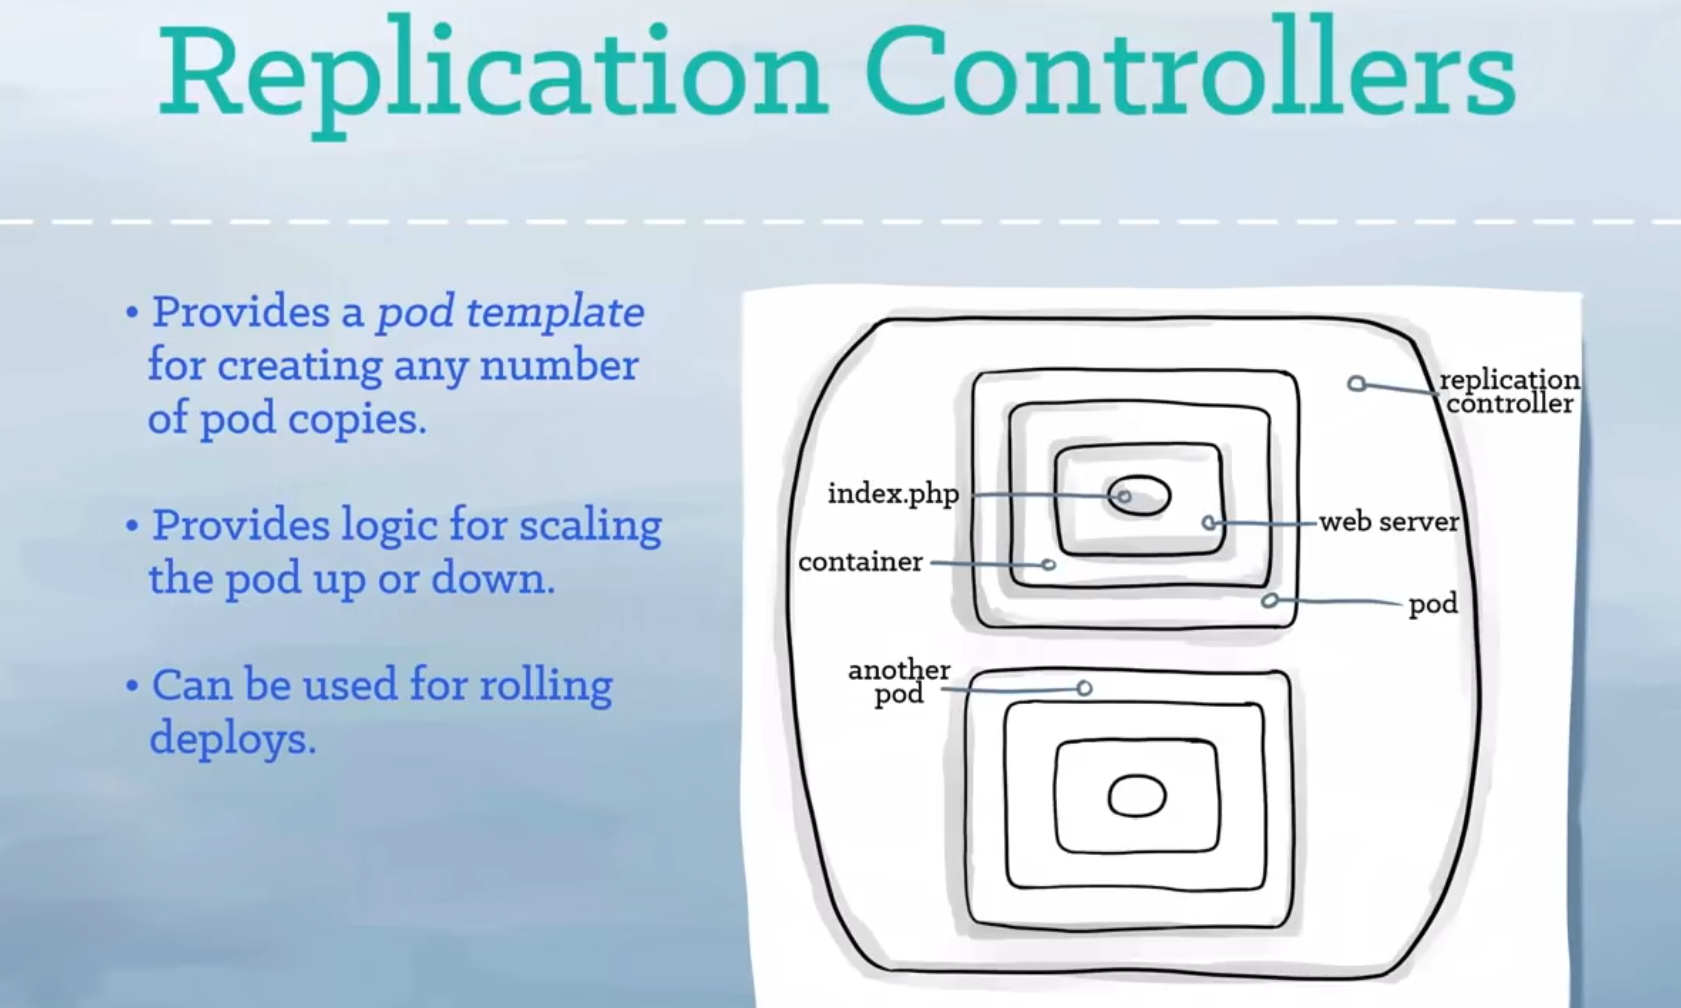 Replication Controllers
• Provides a pod template
for creating any number
of pod copies.
• Provides logic for scaling
the pod up or down.
• Can be used for rolling
deploys.
replication
controller
index.php
web server
container
pod
another
pod